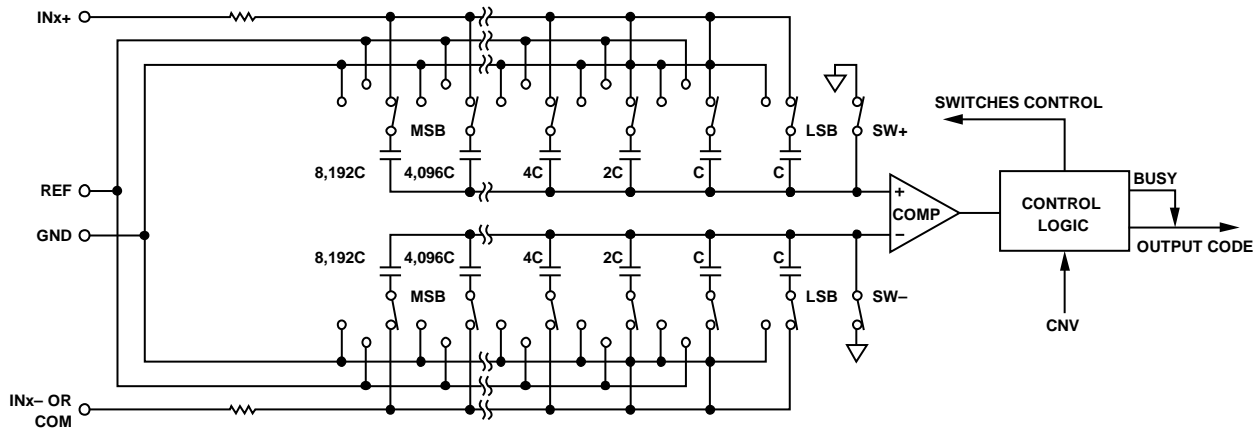 INx+
SWITCHES CONTROL
MSB
LSB
SW+
8,192C
4,096C
4C
2C
C
C
BUSY
REF
+
COMP
CONTROL
LOGIC
GND
−
OUTPUT CODE
8,192C
4,096C
4C
2C
C
C
MSB
LSB
SW−
CNV
INx− OR
COM